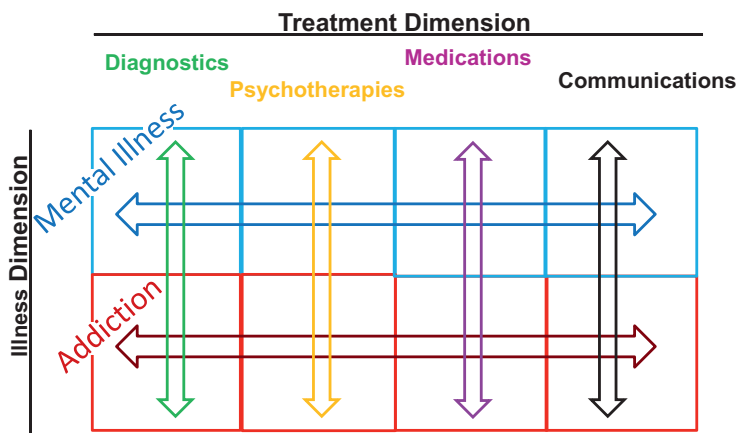 Treatment Dimension
Diagnostics
Psychotherapies
Medications
Communications
Illness Dimension
Mental Illness
Addiction